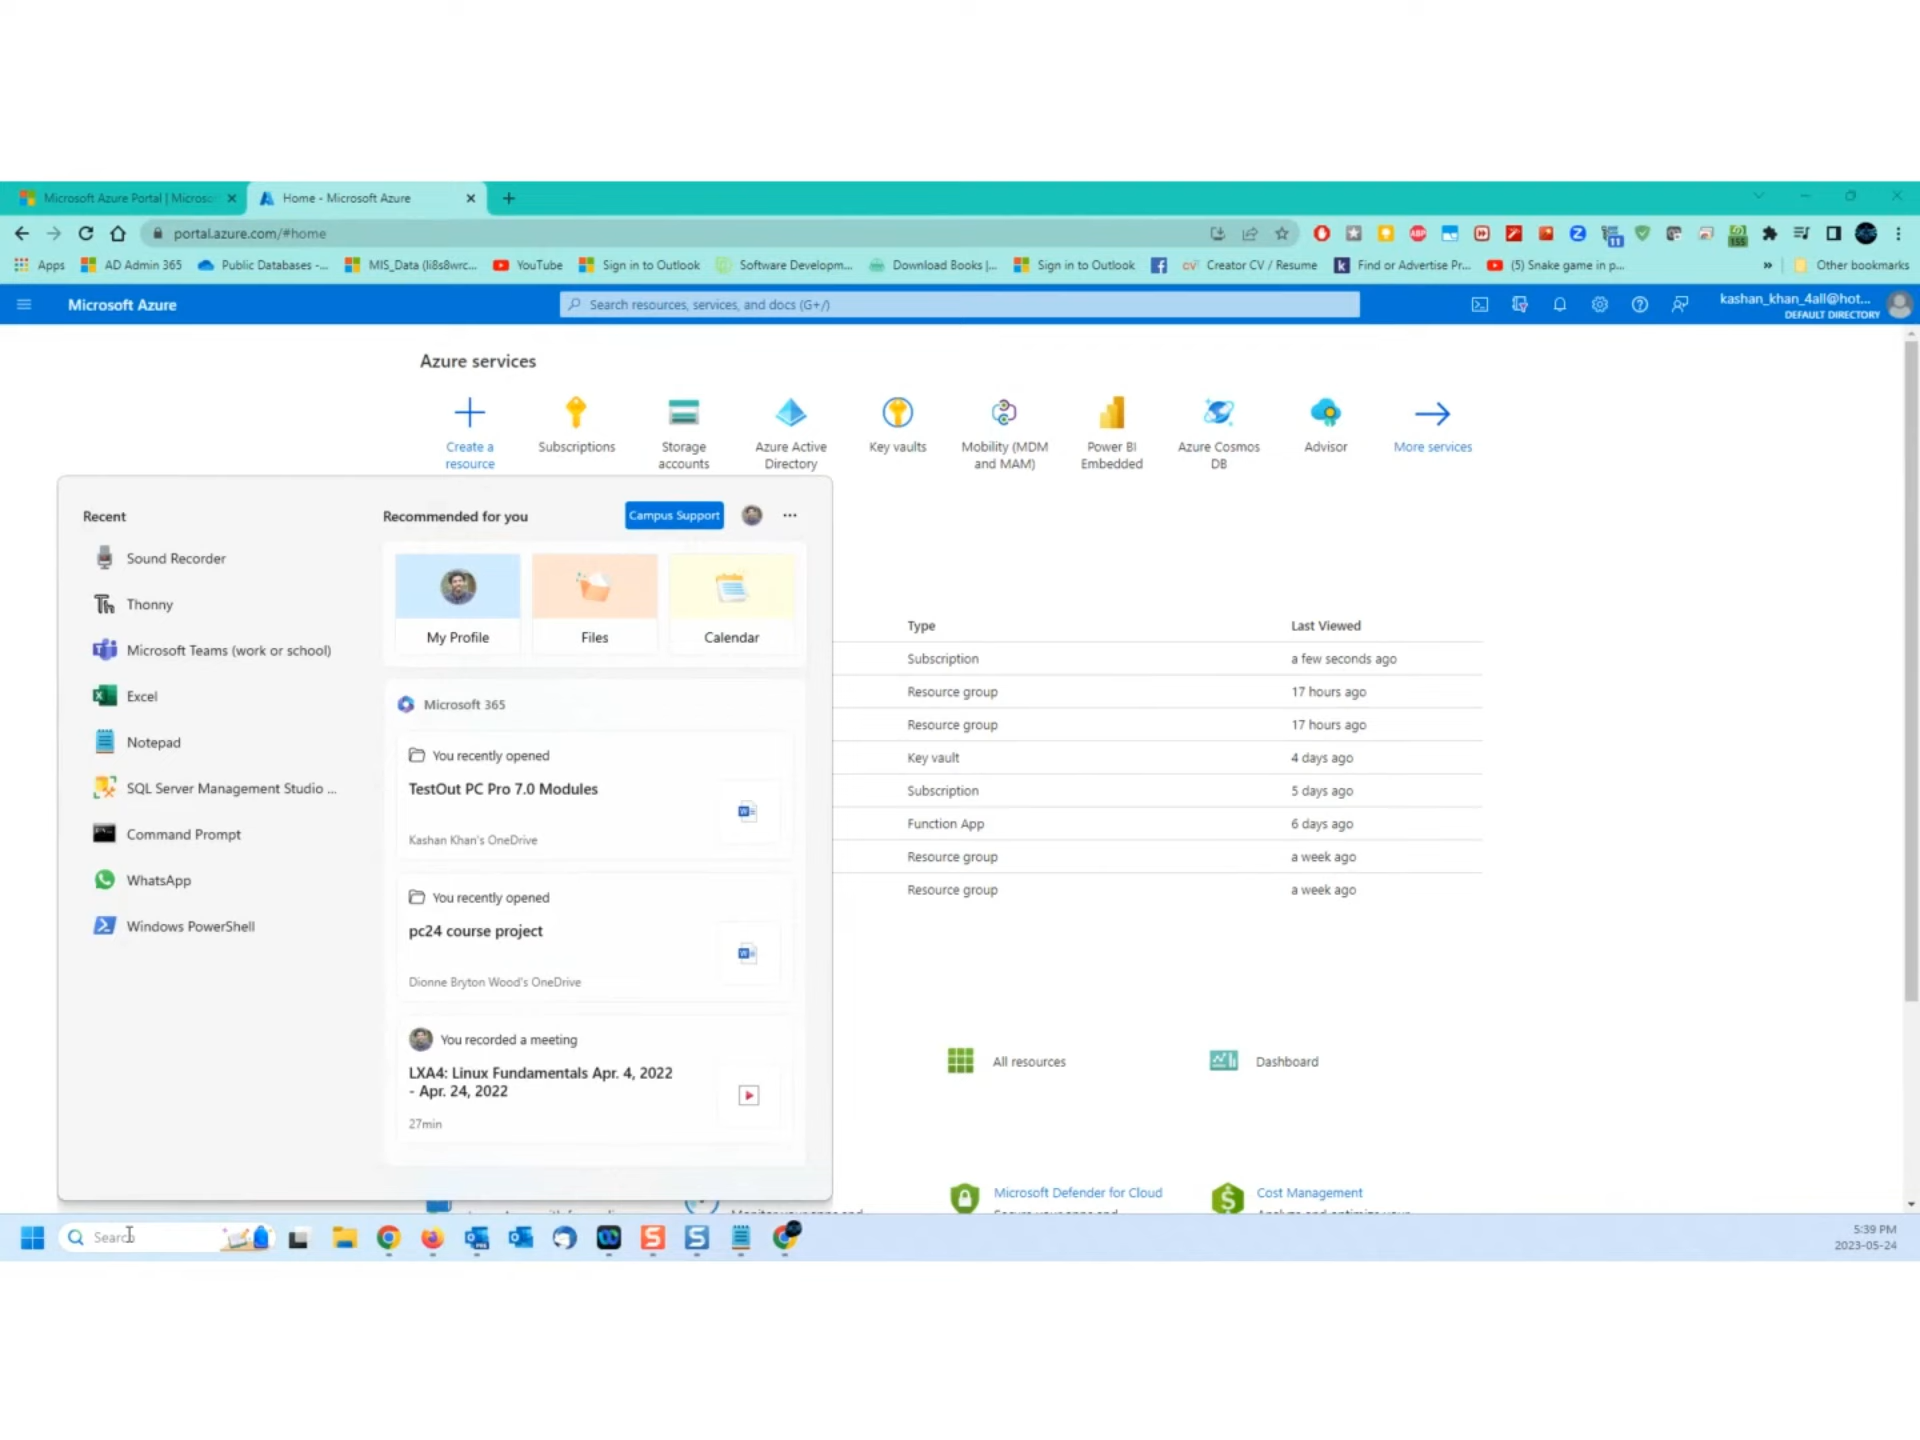 Microsoft Azure Portal | Microso
Home - Microsoft Azure
portal.azure.com/#home
Apps
AD Admin 365
Public Databases -...
MIS_Data (li8s8wrc...
YouTube
Sign in to Outlook
Software Developm...
Download Books |...
Sign in to Outlook
Creator CV / Resume
Find or Advertise Pr...
(5) Snake game in p...
»
Other bookmarks
Microsoft Azure
Search resources, services, and docs (G+/)
kashan_khan_4all@hot...
DEFAULT DIRECTORY
Azure services
Create a
resource
Subscriptions
Storage
accounts
Azure Active
Directory
Key vaults
Mobility (MDM
and MAM)
Power BI
Embedded
Azure Cosmos
DB
Advisor
More services
Recent
Sound Recorder
Thonny
Microsoft Teams (work or school)
Excel
Notepad
SQL Server Management Studio ...
Command Prompt
WhatsApp
Windows PowerShell
Recommended for you
Campus Support
My Profile
Files
Calendar
Microsoft 365
You recently opened
TestOut PC Pro 7.0 Modules
Kashan Khan's OneDrive
You recently opened
pc24 course project
Dionne Bryton Wood's OneDrive
You recorded a meeting
LXA4: Linux Fundamentals Apr. 4, 2022
- Apr. 24, 2022
27min
Type
Last Viewed
Subscription
a few seconds ago
Resource group
17 hours ago
Resource group
17 hours ago
Key vault
4 days ago
Subscription
5 days ago
Function App
6 days ago
Resource group
a week ago
Resource group
a week ago
All resources
Dashboard
Microsoft Defender for Cloud
Cost Management
Search
5:39 PM
2023-05-24